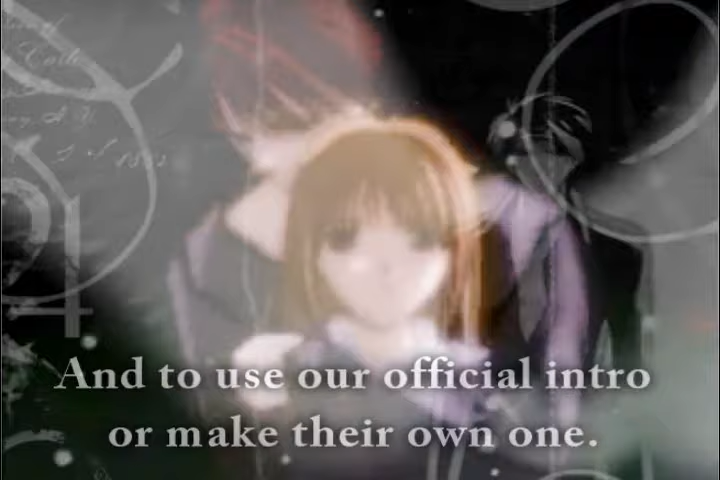 And to use our official intro
or make their own one.